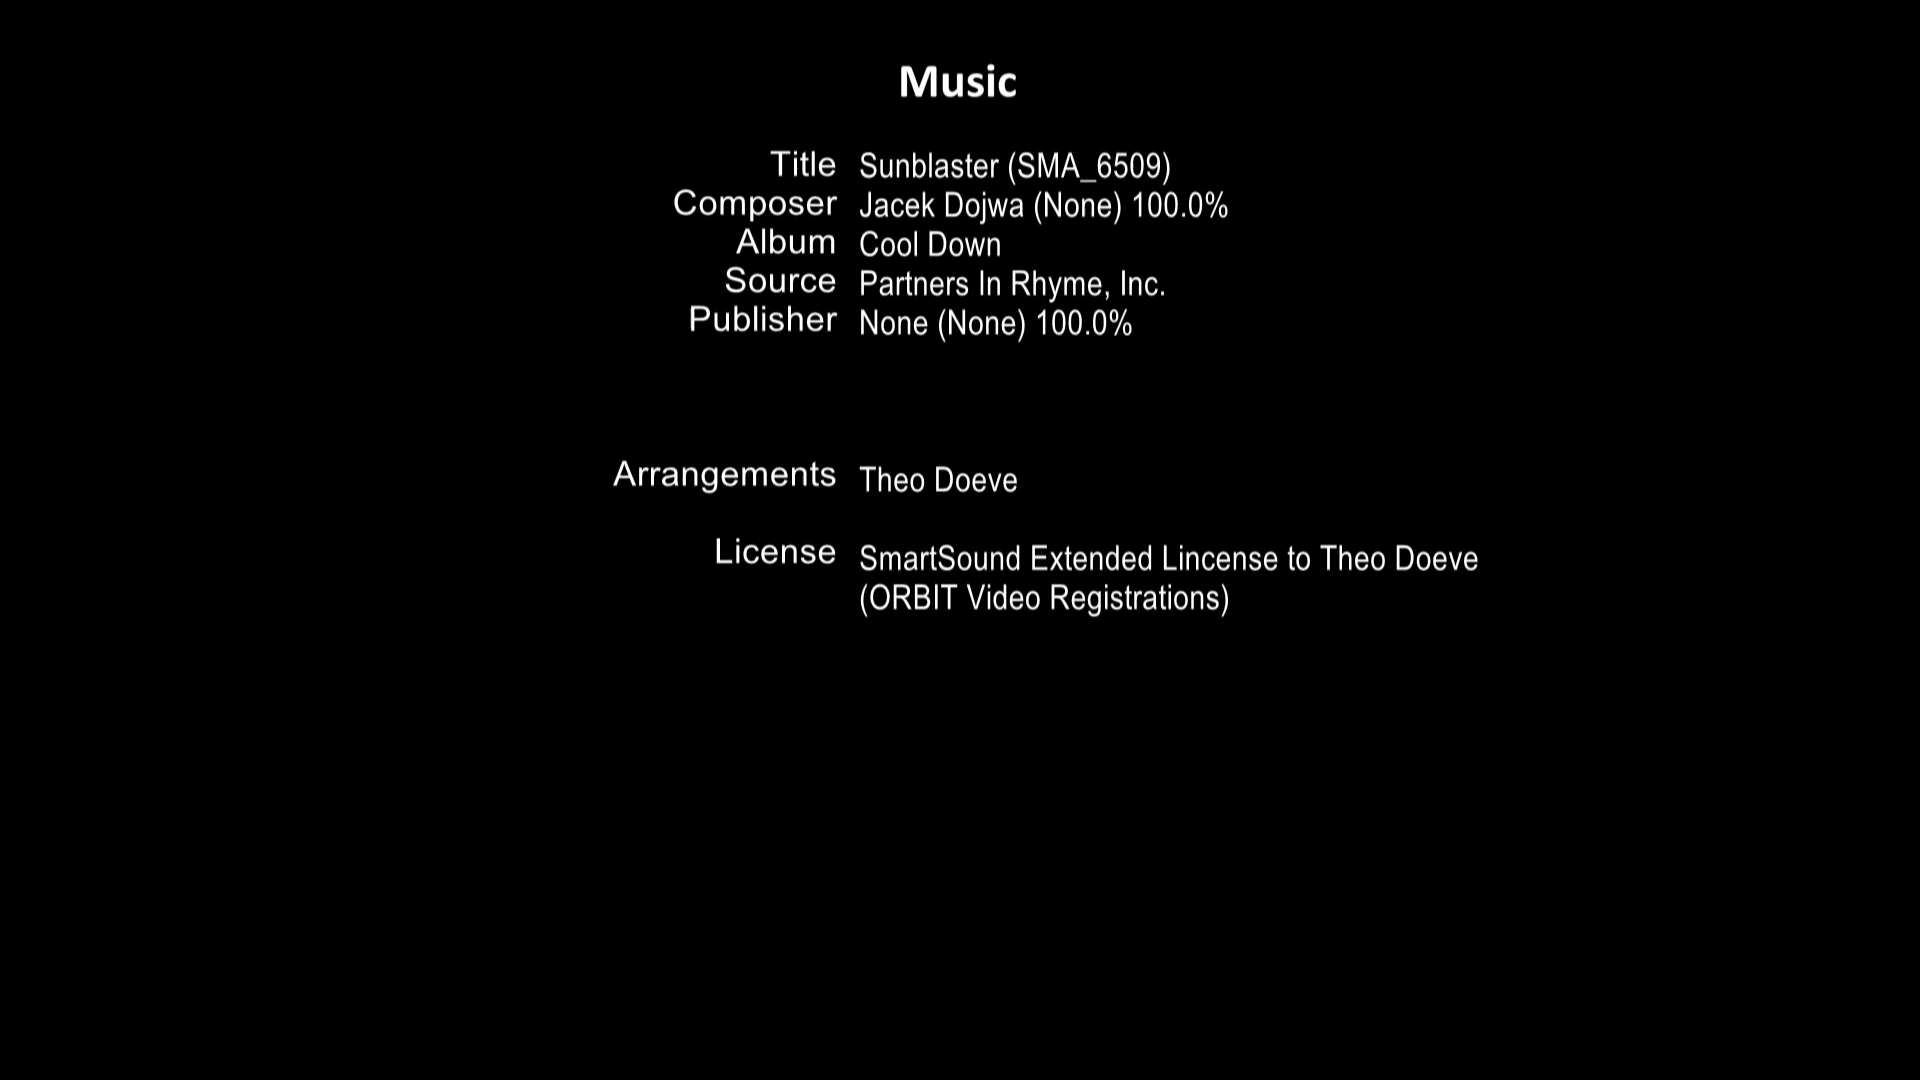 Music
Title Sunblaster (SMA_6509)
Composer Jacek Dojwa (None) 100.0%
Album Cool Down
Source Partners In Rhyme, Inc.
Publisher None (None) 100.0%
Arrangements Theo Doeve
License SmartSound Extended Lincense to Theo Doeve
(ORBIT Video Registrations)